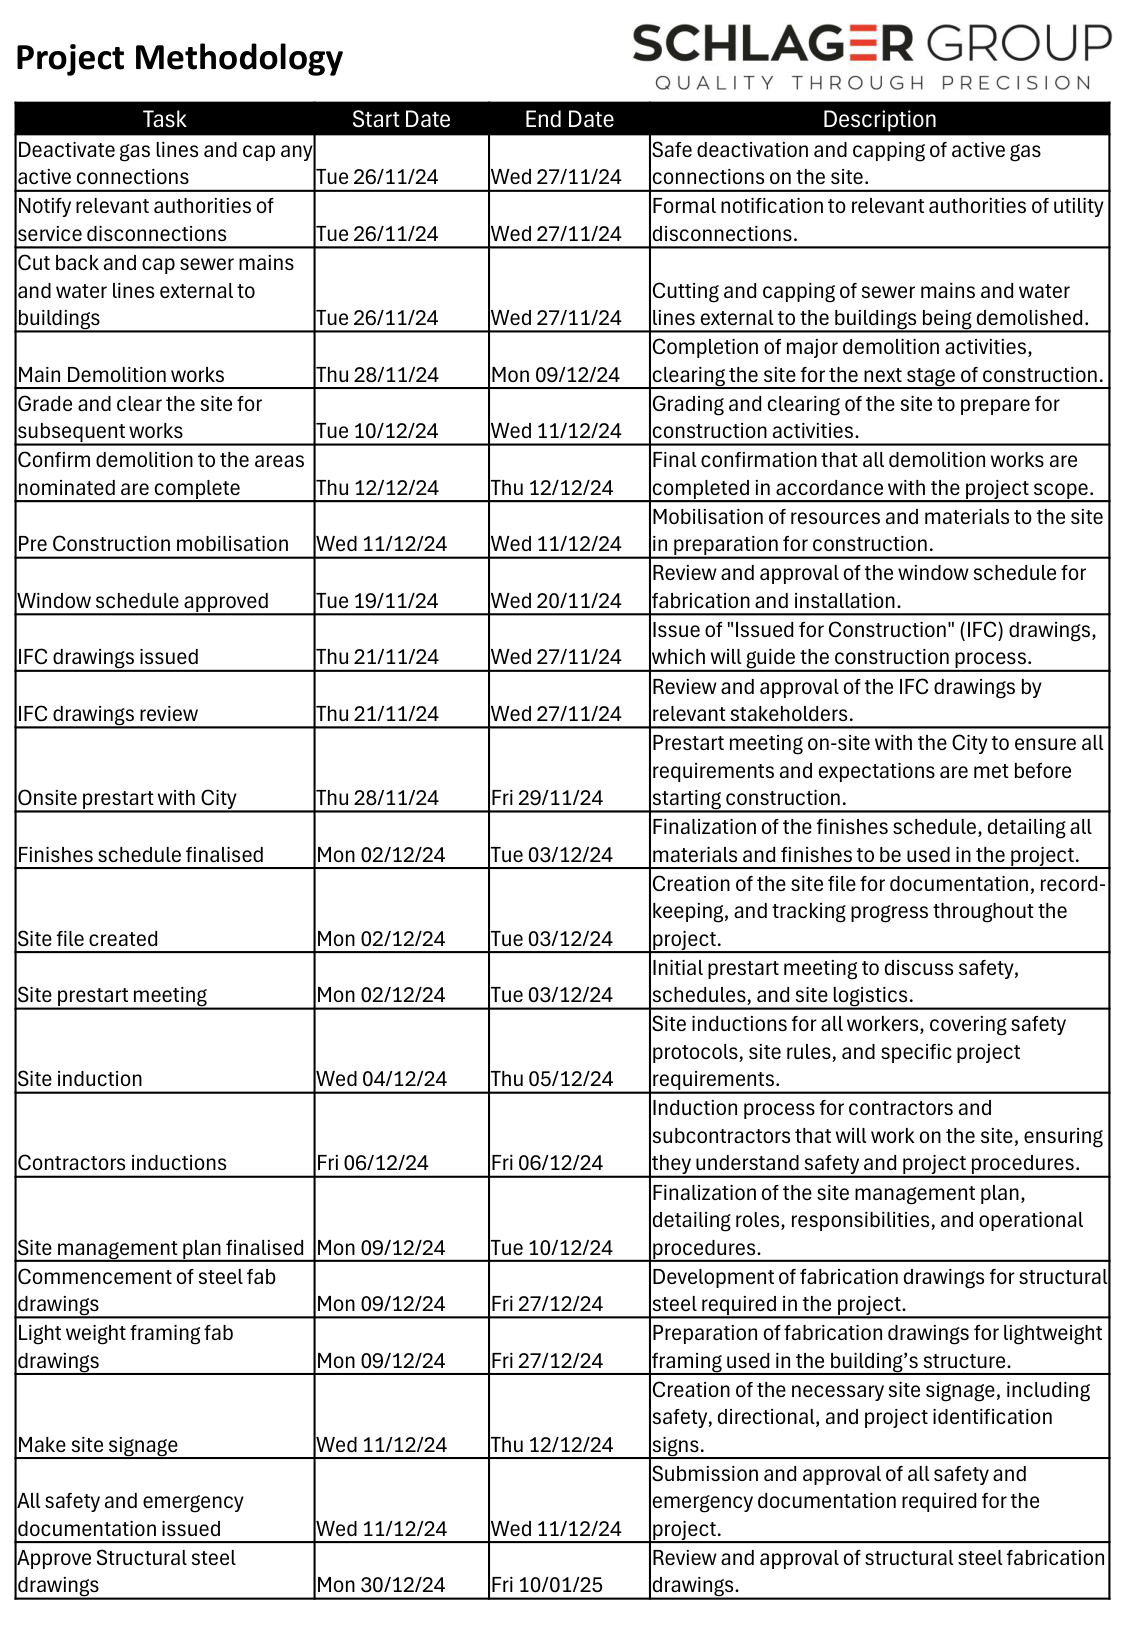 Project Methodology
SCHLAGER GROUP
QUALITY THROUGH PRECISION
Task Start Date End Date Description
Deactivate gas lines and cap any
active connections
Tue 26/11/24
Wed 27/11/24
Safe deactivation and capping of active gas
connections on the site.
Notify relevant authorities of
service disconnections
Tue 26/11/24
Wed 27/11/24
Formal notification to relevant authorities of utility
disconnections.
Cut back and cap sewer mains
and water lines external to
buildings
Tue 26/11/24
Wed 27/11/24
Cutting and capping of sewer mains and water
lines external to the buildings being demolished.
Main Demolition works
Thu 28/11/24
Mon 09/12/24
Completion of major demolition activities,
clearing the site for the next stage of construction.
Grade and clear the site for
subsequent works
Tue 10/12/24
Wed 11/12/24
Grading and clearing of the site to prepare for
construction activities.
Confirm demolition to the areas
nominated are complete
Thu 12/12/24
Thu 12/12/24
Final confirmation that all demolition works are
completed in accordance with the project scope.
Pre Construction mobilisation
Wed 11/12/24
Wed 11/12/24
Mobilisation of resources and materials to the site
in preparation for construction.
Window schedule approved
Tue 19/11/24
Wed 20/11/24
Review and approval of the window schedule for
fabrication and installation.
IFC drawings issued
Thu 21/11/24
Wed 27/11/24
Issue of "Issued for Construction" (IFC) drawings,
which will guide the construction process.
IFC drawings review
Thu 21/11/24
Wed 27/11/24
Review and approval of the IFC drawings by
relevant stakeholders.
Onsite prestart with City
Thu 28/11/24
Fri 29/11/24
Prestart meeting on-site with the City to ensure all
requirements and expectations are met before
starting construction.
Finishes schedule finalised
Mon 02/12/24
Tue 03/12/24
Finalization of the finishes schedule, detailing all
materials and finishes to be used in the project.
Site file created
Mon 02/12/24
Tue 03/12/24
Creation of the site file for documentation, record-
keeping, and tracking progress throughout the
project.
Site prestart meeting
Mon 02/12/24
Tue 03/12/24
Initial prestart meeting to discuss safety,
schedules, and site logistics.
Site induction
Wed 04/12/24
Thu 05/12/24
Site inductions for all workers, covering safety
protocols, site rules, and specific project
requirements.
Contractors inductions
Fri 06/12/24
Fri 06/12/24
Induction process for contractors and
subcontractors that will work on the site, ensuring
they understand safety and project procedures.
Site management plan finalised
Mon 09/12/24
Tue 10/12/24
Finalization of the site management plan,
detailing roles, responsibilities, and operational
procedures.
Commencement of steel fab
drawings
Mon 09/12/24
Fri 27/12/24
Development of fabrication drawings for structural
steel required in the project.
Light weight framing fab
drawings
Mon 09/12/24
Fri 27/12/24
Preparation of fabrication drawings for lightweight
framing used in the building’s structure.
Make site signage
Wed 11/12/24
Thu 12/12/24
Creation of the necessary site signage, including
safety, directional, and project identification
signs.
All safety and emergency
documentation issued
Wed 11/12/24
Wed 11/12/24
Submission and approval of all safety and
emergency documentation required for the
project.
Approve Structural steel
drawings
Mon 30/12/24
Fri 10/01/25
Review and approval of structural steel fabrication
drawings.